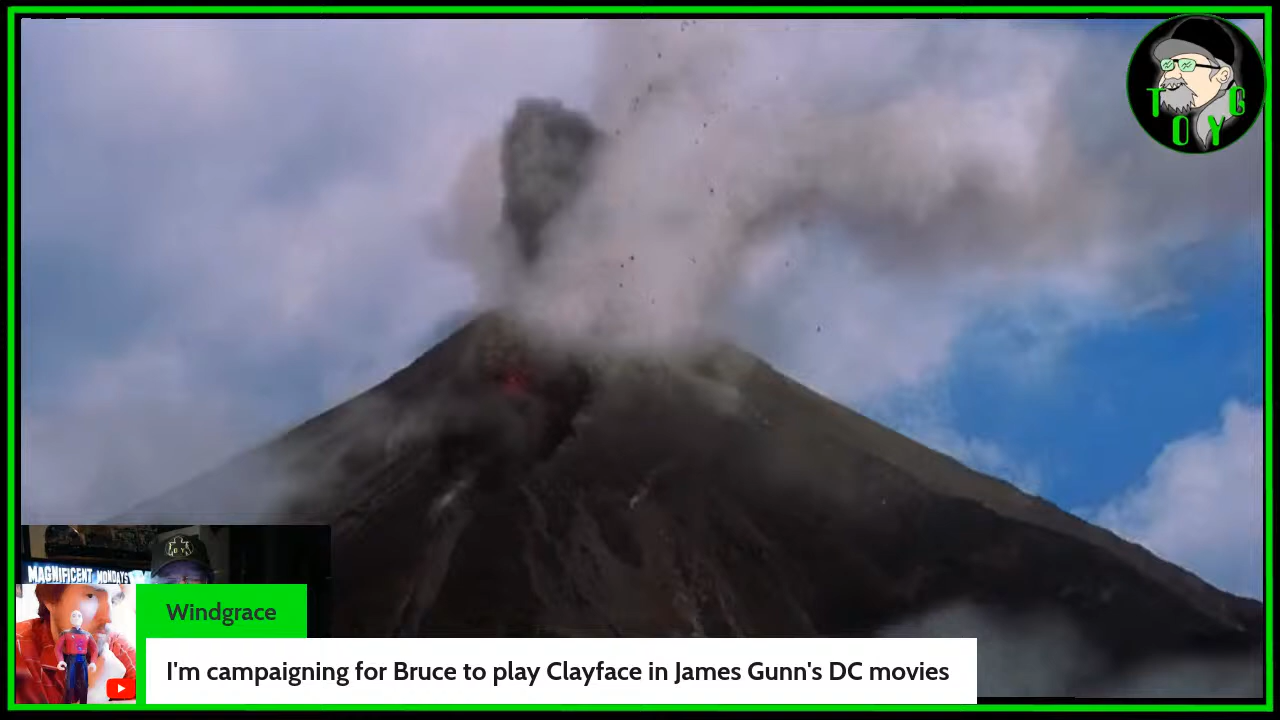 T
G
O
Y
MAGNIFICENT MONDAYS
Windgrace
I'm campaigning for Bruce to play Clayface in James Gunn's DC movies